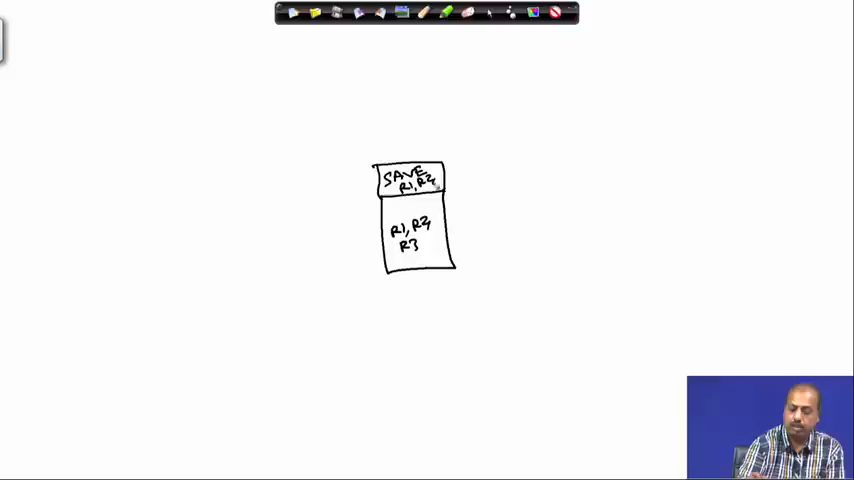 SAVE
R1, R2,
R1, R2,
R3